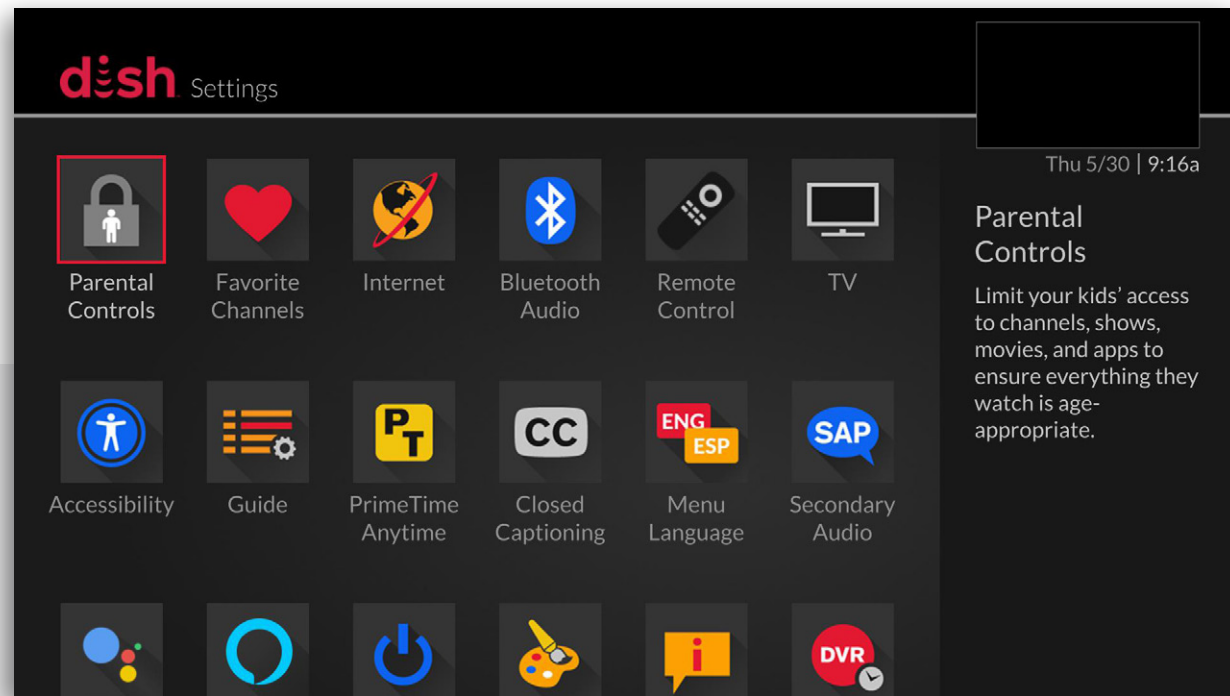 dish Settings
Thu 5/30 | 9:16a
Parental
Controls
Favorite
Channels
Internet
Bluetooth
Audio
Remote
Control
TV
Parental
Controls
Limit your kids' access
to channels, shows,
movies, and apps to
ensure everything they
watch is age-
appropriate.
ENG
ESP
PT
CC
SAP
Accessibility
Guide
PrimeTime
Anytime
Closed
Captioning
Menu
Language
Secondary
Audio
i
DVR